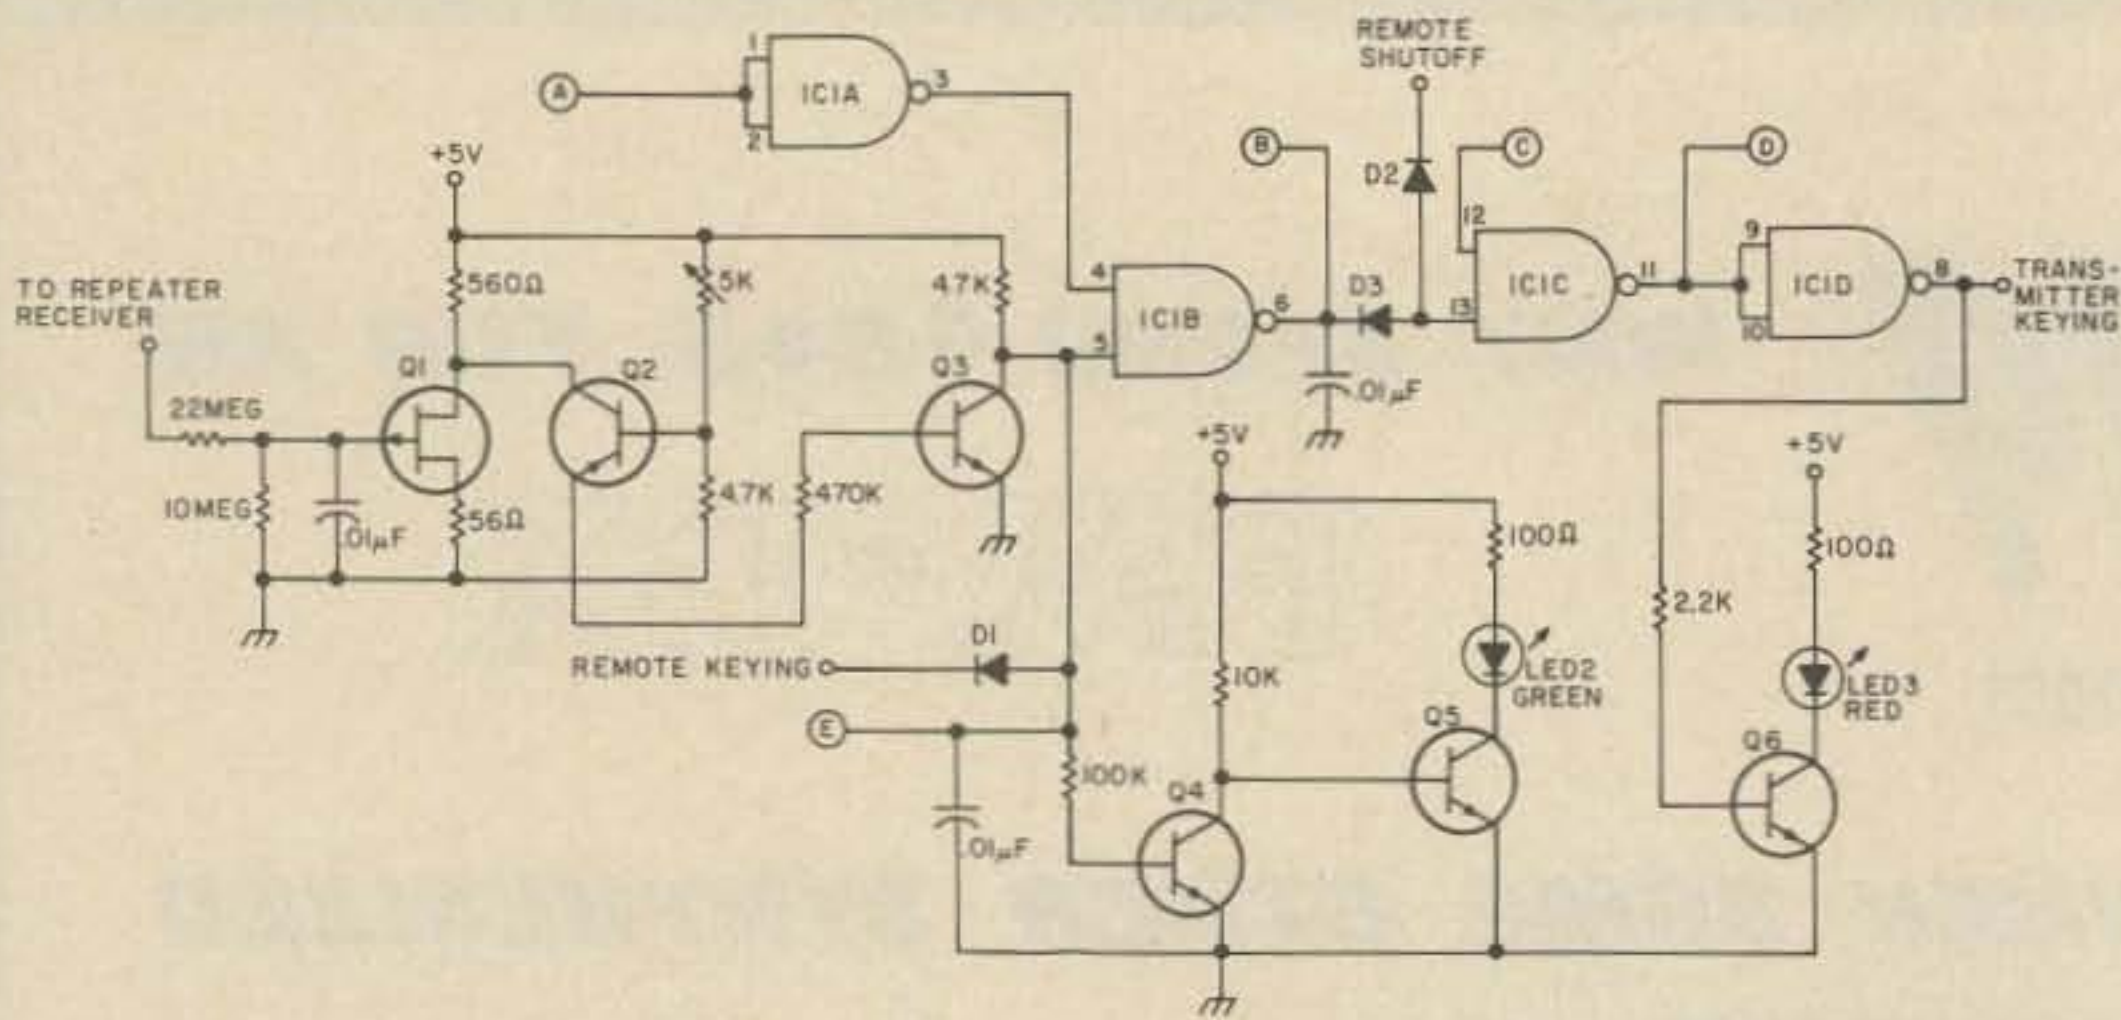 REMOTE
SHUTOFF
1
IC1A
3
A
2
+5V
B
D2
C
D
12
9
560Ω
5K
47K
4
D3
11
8
TRANS-
MITTER
KEYING
TO REPEATER
RECEIVER
IC1B
6
13
IC1C
IC1D
10
5
Q1
Q2
Q3
.01μF
22MEG
+5V
+5V
10MEG
.01μF
56Ω
4.7K
470K
100Ω
100Ω
2.2K
D1
REMOTE KEYING
10K
LED2
GREEN
LED3
RED
E
Q5
Q6
100K
Q4
.01μF